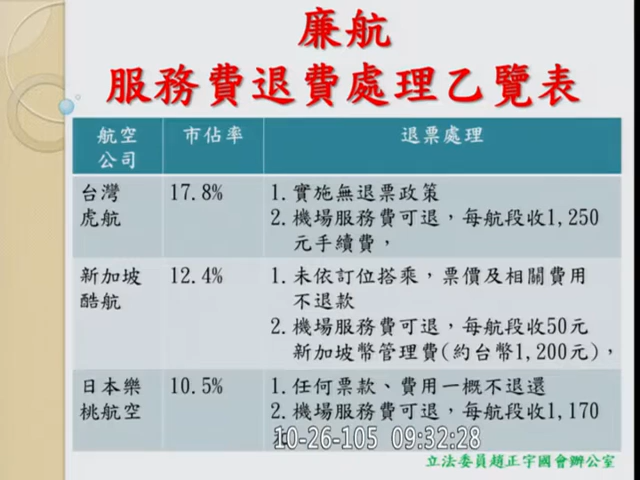 廉航
服務費退費處理乙覽表
航空
公司
市佔率
退票處理
台灣
虎航
17.8%
1.實施無退票政策
2.機場服務費可退，每航段收1,250
元手續費，
新加坡
酷航
12.4%
1.未依訂位搭乘，票價及相關費用
不退款
2.機場服務費可退，每航段收50元
新加坡幣管理費(約台幣1,200元)，
日本樂
桃航空
10.5%
1.任何票款、費用一概不退還
2.機場服務費可退，每航段收1,170
10-26-105 09:32:28
立法委員趙正宇國會辦公室